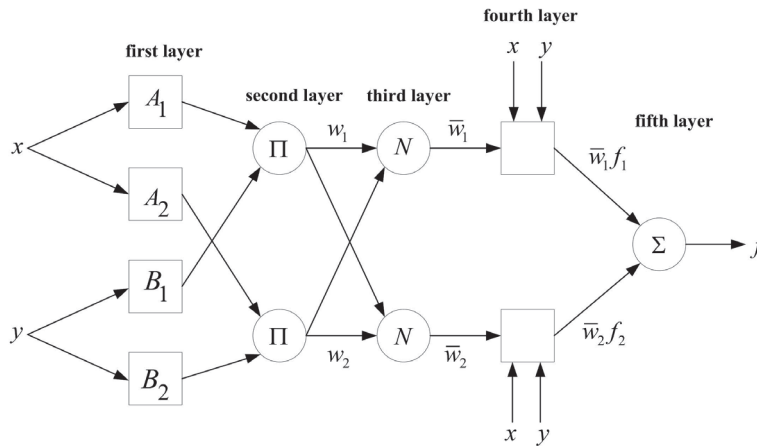 fourth layer
x y
first layer
second layer third layer
fifth layer
A₁
x
Π w₁ N w̅₁
w̅₁f₁
A₂
Σ
B₁
y
Π w₂ N w̅₂
w̅₂f₂
B₂
x y